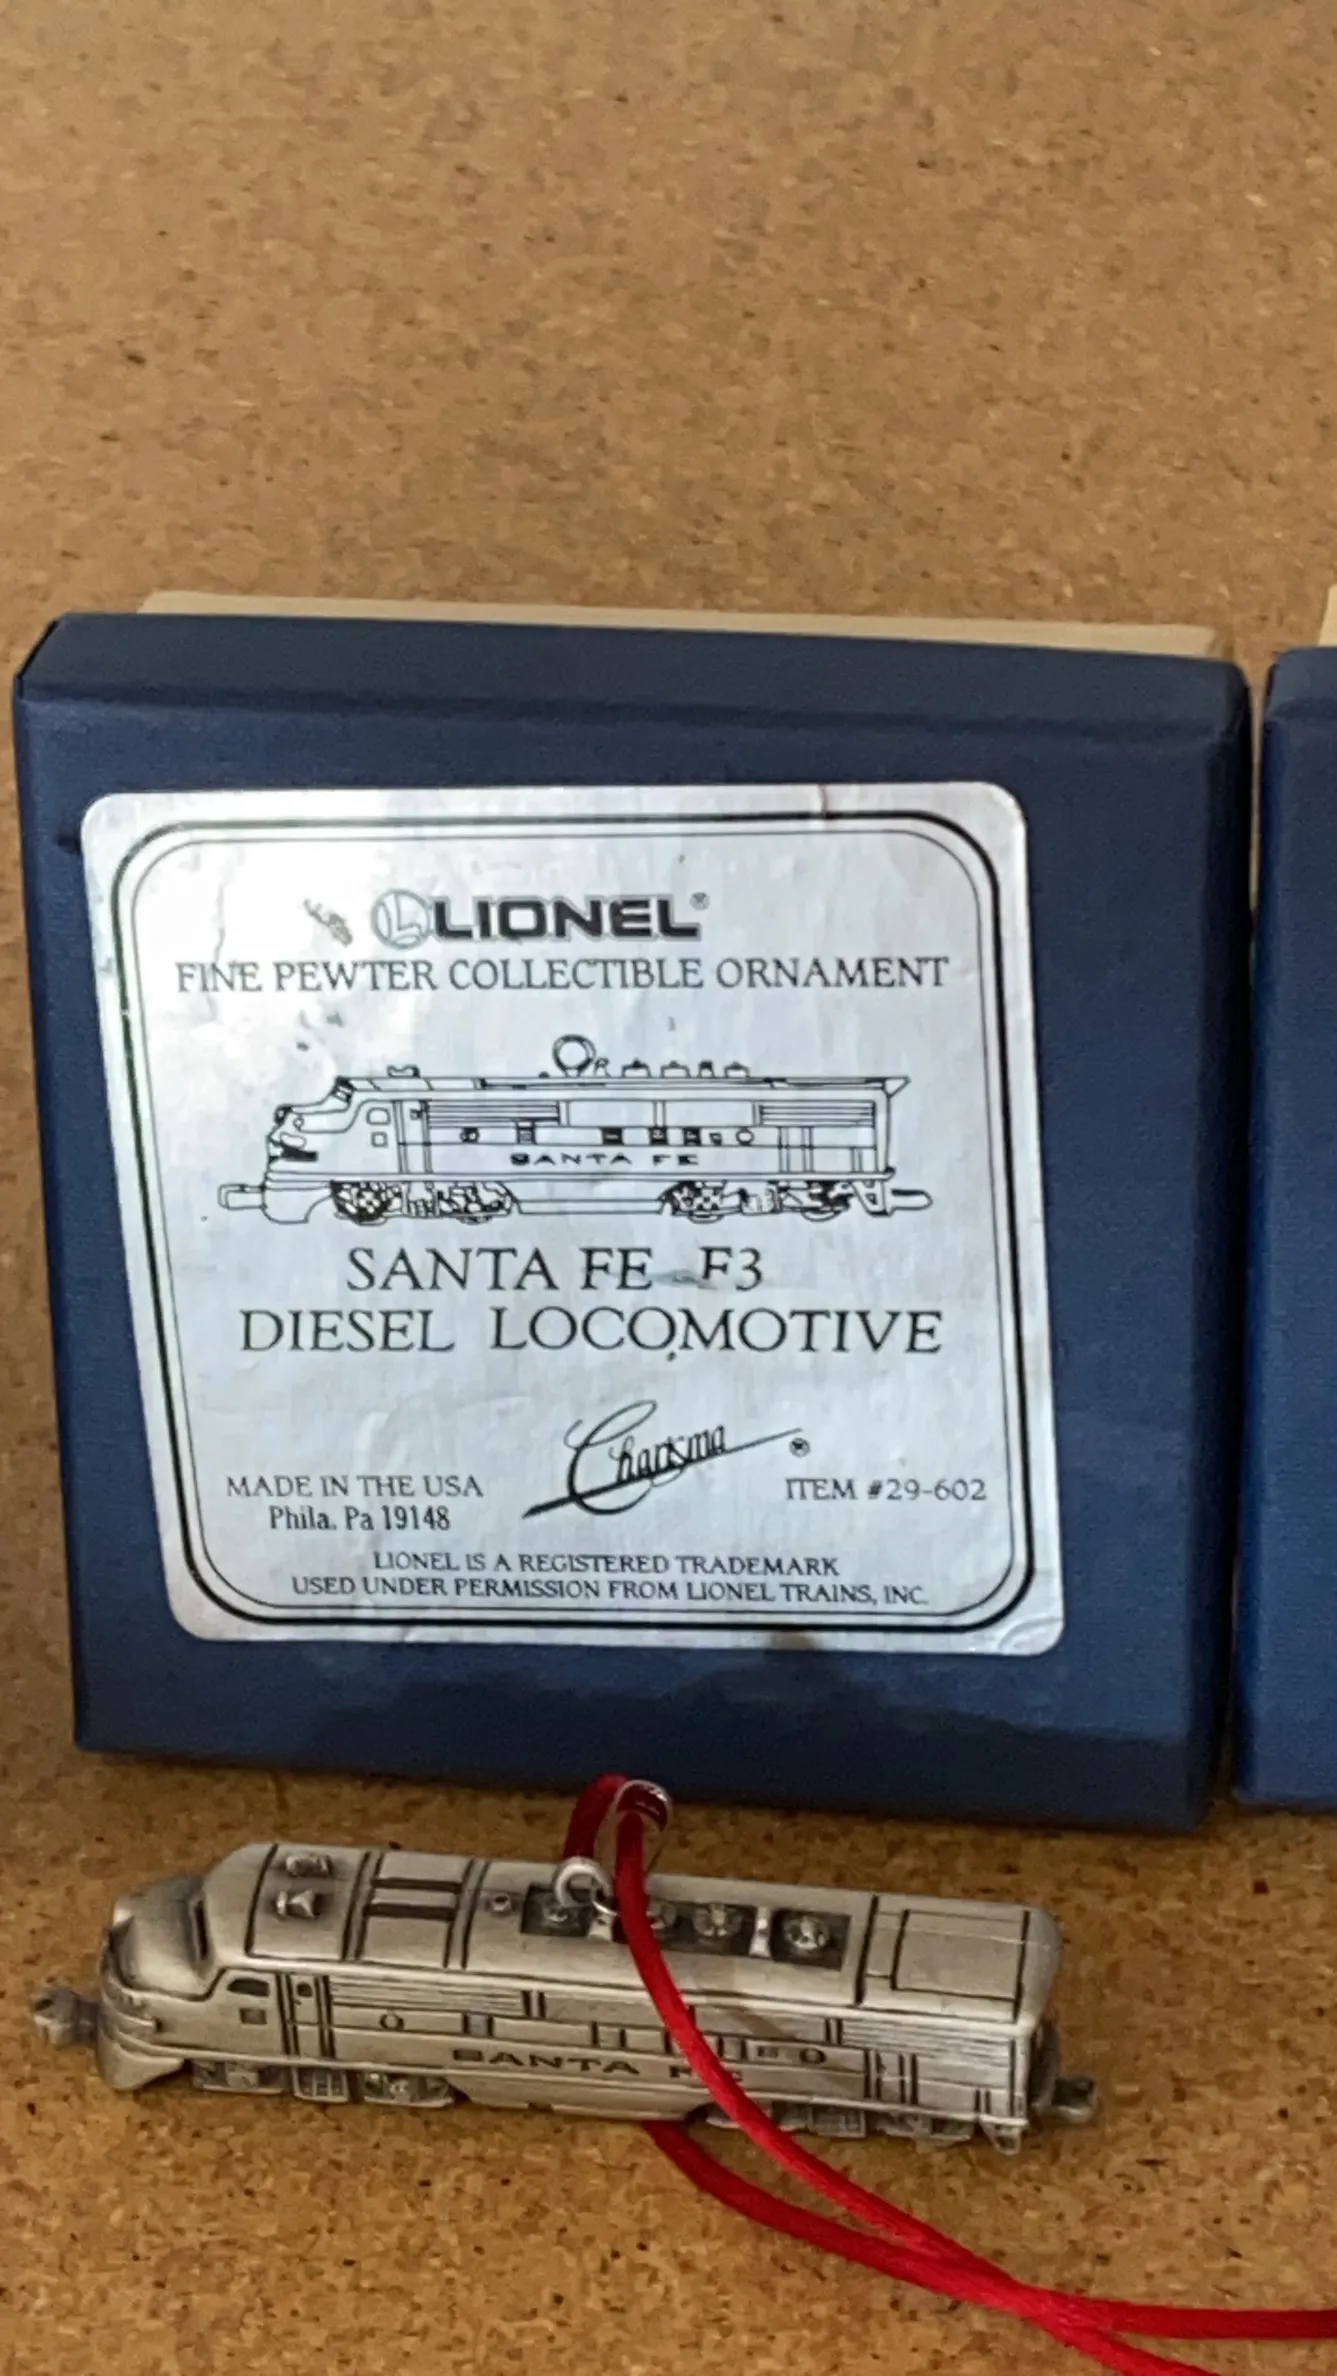 LIONEL®
FINE PEWTER COLLECTIBLE ORNAMENT
SANTA FE
SANTA FE F3
DIESEL LOCOMOTIVE
Charisma ®
MADE IN THE USA
Phila. Pa 19148
ITEM #29-602
LIONEL IS A REGISTERED TRADEMARK
USED UNDER PERMISSION FROM LIONEL TRAINS, INC.
SANTA FE